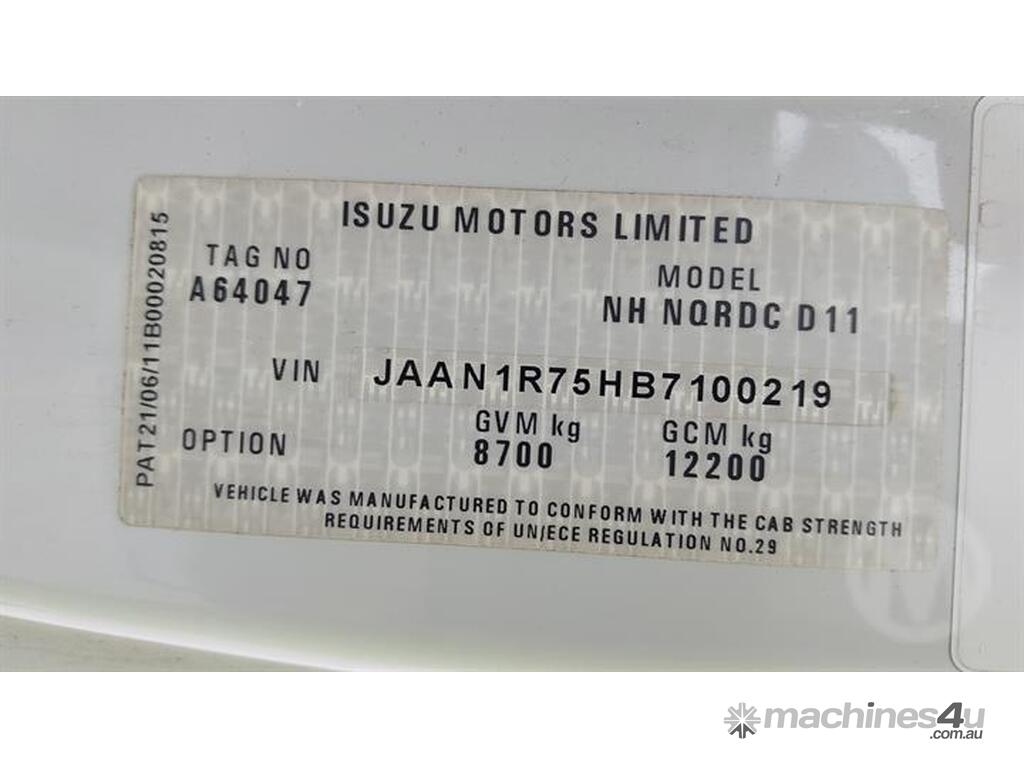 ISUZU MOTORS LIMITED
TAG NO
A64047
MODEL
NH NQRDC D11
VIN JAAN1R75HB7100219
OPTION
GVM kg
8700
GCM kg
12200
VEHICLE WAS MANUFACTURED TO CONFORM WITH THE CAB STRENGTH
REQUIREMENTS OF UN/ECE REGULATION NO.29
PAT21/06/11B00020815
machines4u
.com.au